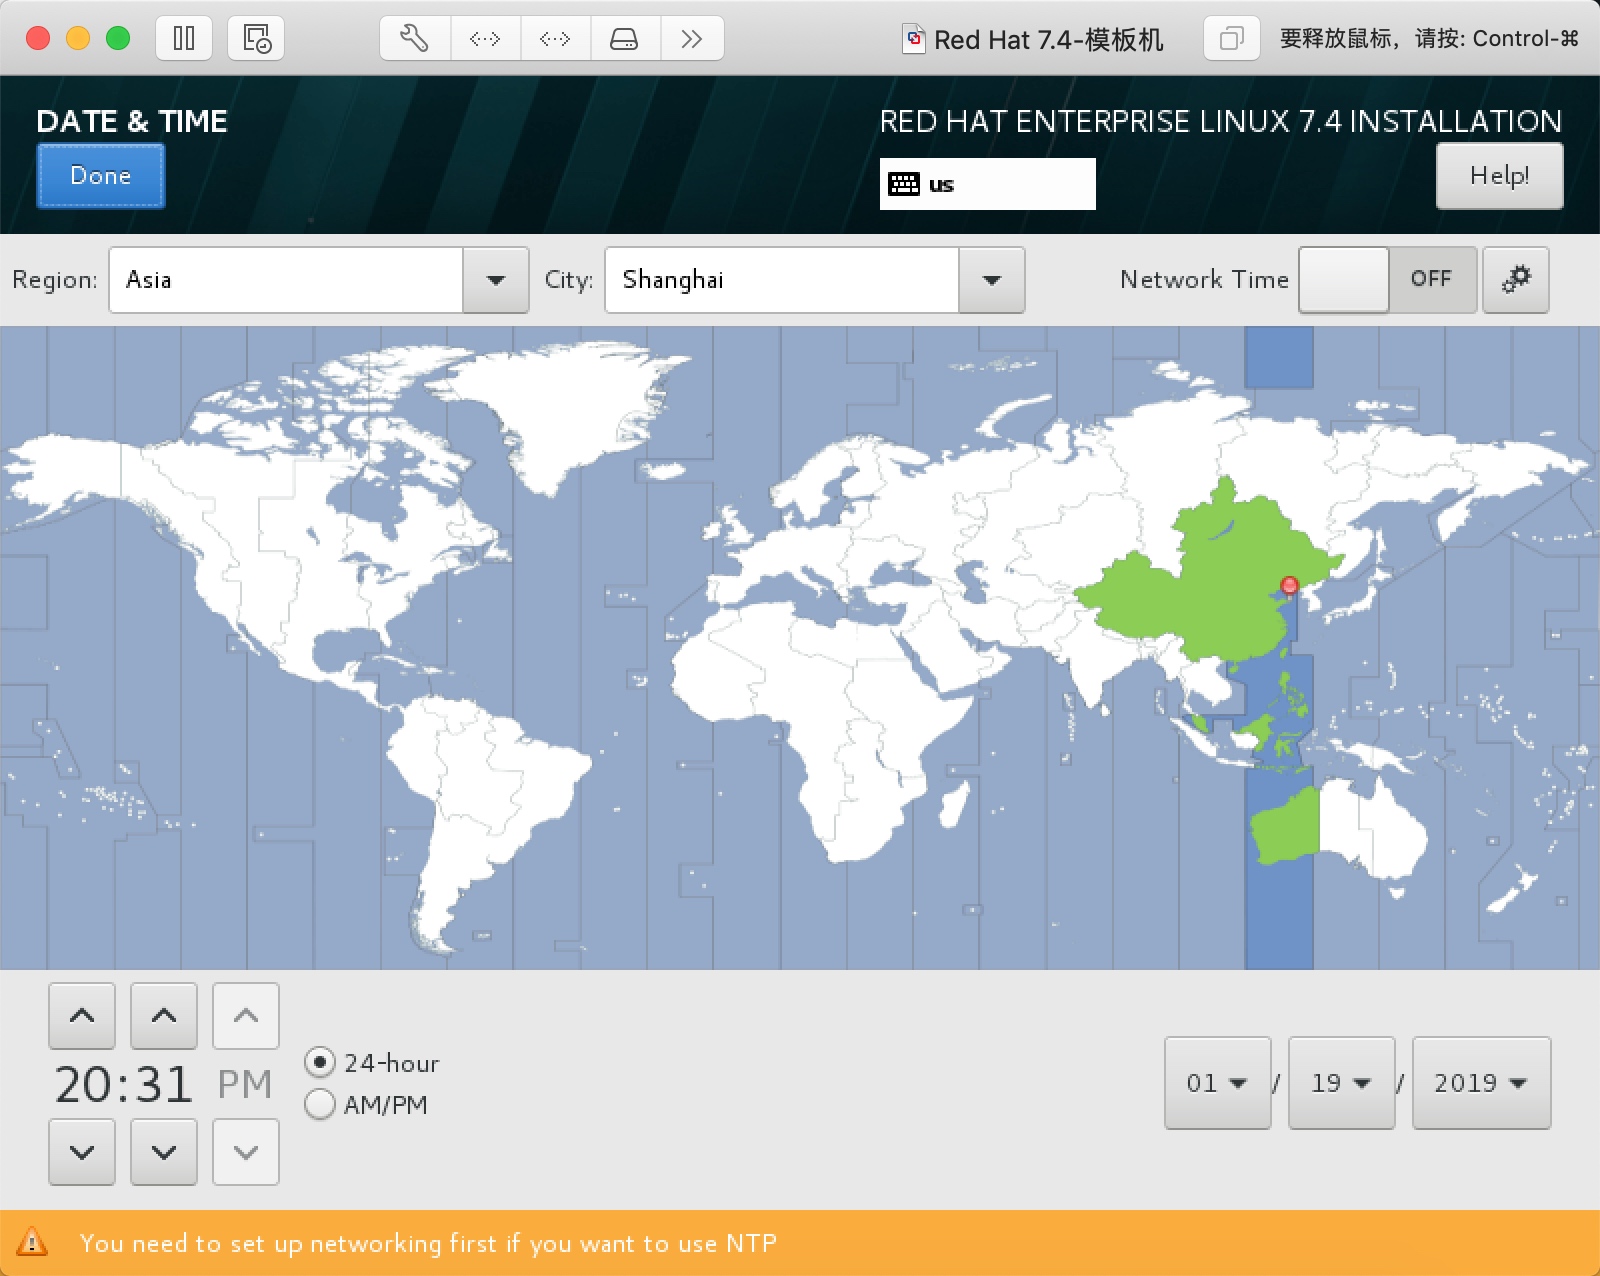 Red Hat 7.4-模板机
要释放鼠标，请按: Control-⌘
DATE & TIME
RED HAT ENTERPRISE LINUX 7.4 INSTALLATION
Done
us
Help!
Region:
Asia
City:
Shanghai
Network Time
OFF
20:31 PM
24-hour
AM/PM
01 / 19 / 2019
You need to set up networking first if you want to use NTP